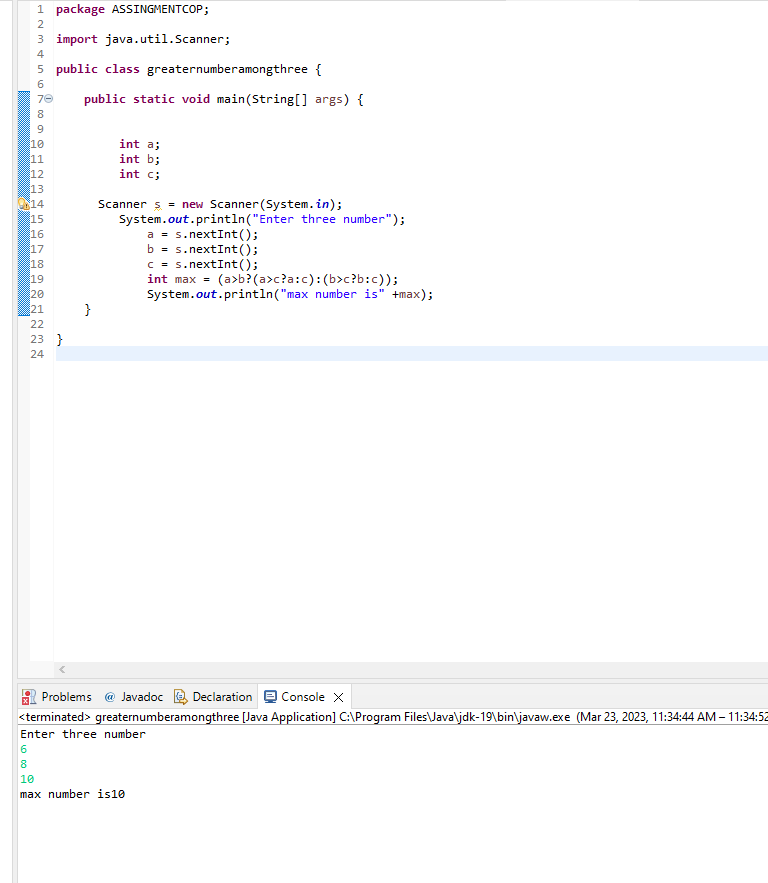 1 package ASSINGMENTCOP;
2
3 import java.util.Scanner;
4
5 public class greaternumberamongthree {
6
7 public static void main(String[] args) {
8
9
10 int a;
11 int b;
12 int c;
13
14 Scanner s = new Scanner(System.in);
15 System.out.println("Enter three number");
16 a = s.nextInt();
17 b = s.nextInt();
18 c = s.nextInt();
19 int max = (a>b?(a>c?a:c):(b>c?b:c));
20 System.out.println("max number is" +max);
21 }
22
23 }
24
Problems @ Javadoc Declaration Console
<terminated> greaternumberamongthree [Java Application] C:\Program Files\Java\jdk-19\bin\javaw.exe (Mar 23, 2023, 11:34:44 AM – 11:34:52
Enter three number
6
8
10
max number is10